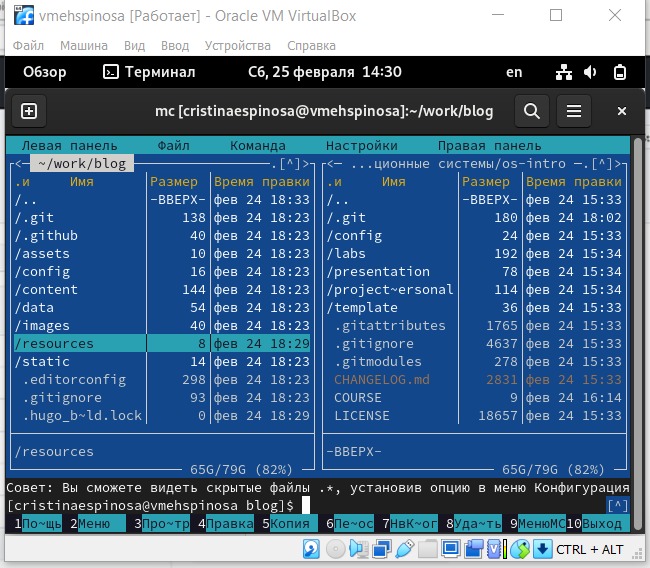 vmehspinosa [Работает] - Oracle VM VirtualBox
Файл Машина Вид Ввод Устройства Справка
Обзор Терминал Сб, 25 февраля 14:30 en
mc [cristinaespinosa@vmehspinosa]:~/work/blog
Левая панель Файл Команда Настройки Правая панель
<─ ~/work/blog ─.[^]> <─ ...ционные системы/os-intro ─.[^]>
.и Имя Размер Время правки .и Имя Размер Время правки
/.. -ВВЕРХ- фев 24 18:33 /.. -ВВЕРХ- фев 24 15:33
/.git 138 фев 24 18:23 /.git 180 фев 24 18:02
/.github 40 фев 24 18:23 /config 24 фев 24 15:33
/assets 10 фев 24 18:23 /labs 192 фев 24 15:34
/config 16 фев 24 18:23 /presentation 78 фев 24 15:34
/content 144 фев 24 18:23 /project~ersonal 114 фев 24 15:34
/data 54 фев 24 18:23 /template 36 фев 24 15:33
/images 40 фев 24 18:23 .gitattributes 1765 фев 24 15:33
/resources 8 фев 24 18:29 .gitignore 4637 фев 24 15:33
/static 14 фев 24 18:23 .gitmodules 278 фев 24 15:33
.editorconfig 298 фев 24 18:23 CHANGELOG.md 2831 фев 24 15:33
.gitignore 93 фев 24 18:23 COURSE 9 фев 24 16:14
.hugo_b~ld.lock 0 фев 24 18:29 LICENSE 18657 фев 24 15:33
/resources -ВВЕРХ-
65G/79G (82%) 65G/79G (82%)
Совет: Вы сможете видеть скрытые файлы .*, установив опцию в меню Конфигурация
[cristinaespinosa@vmehspinosa blog]$ [^]
1По~щь 2Меню 3Про~тр 4Правка 5Копия 6Пе~ос 7НвК~ог 8Уда~ть 9МенюMC 10Выход
CTRL + ALT